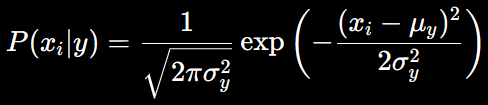 P(x_i|y) = \frac{1}{\sqrt{2\pi\sigma_y^2}} \exp\left(-\frac{(x_i - \mu_y)^2}{2\sigma_y^2}\right)